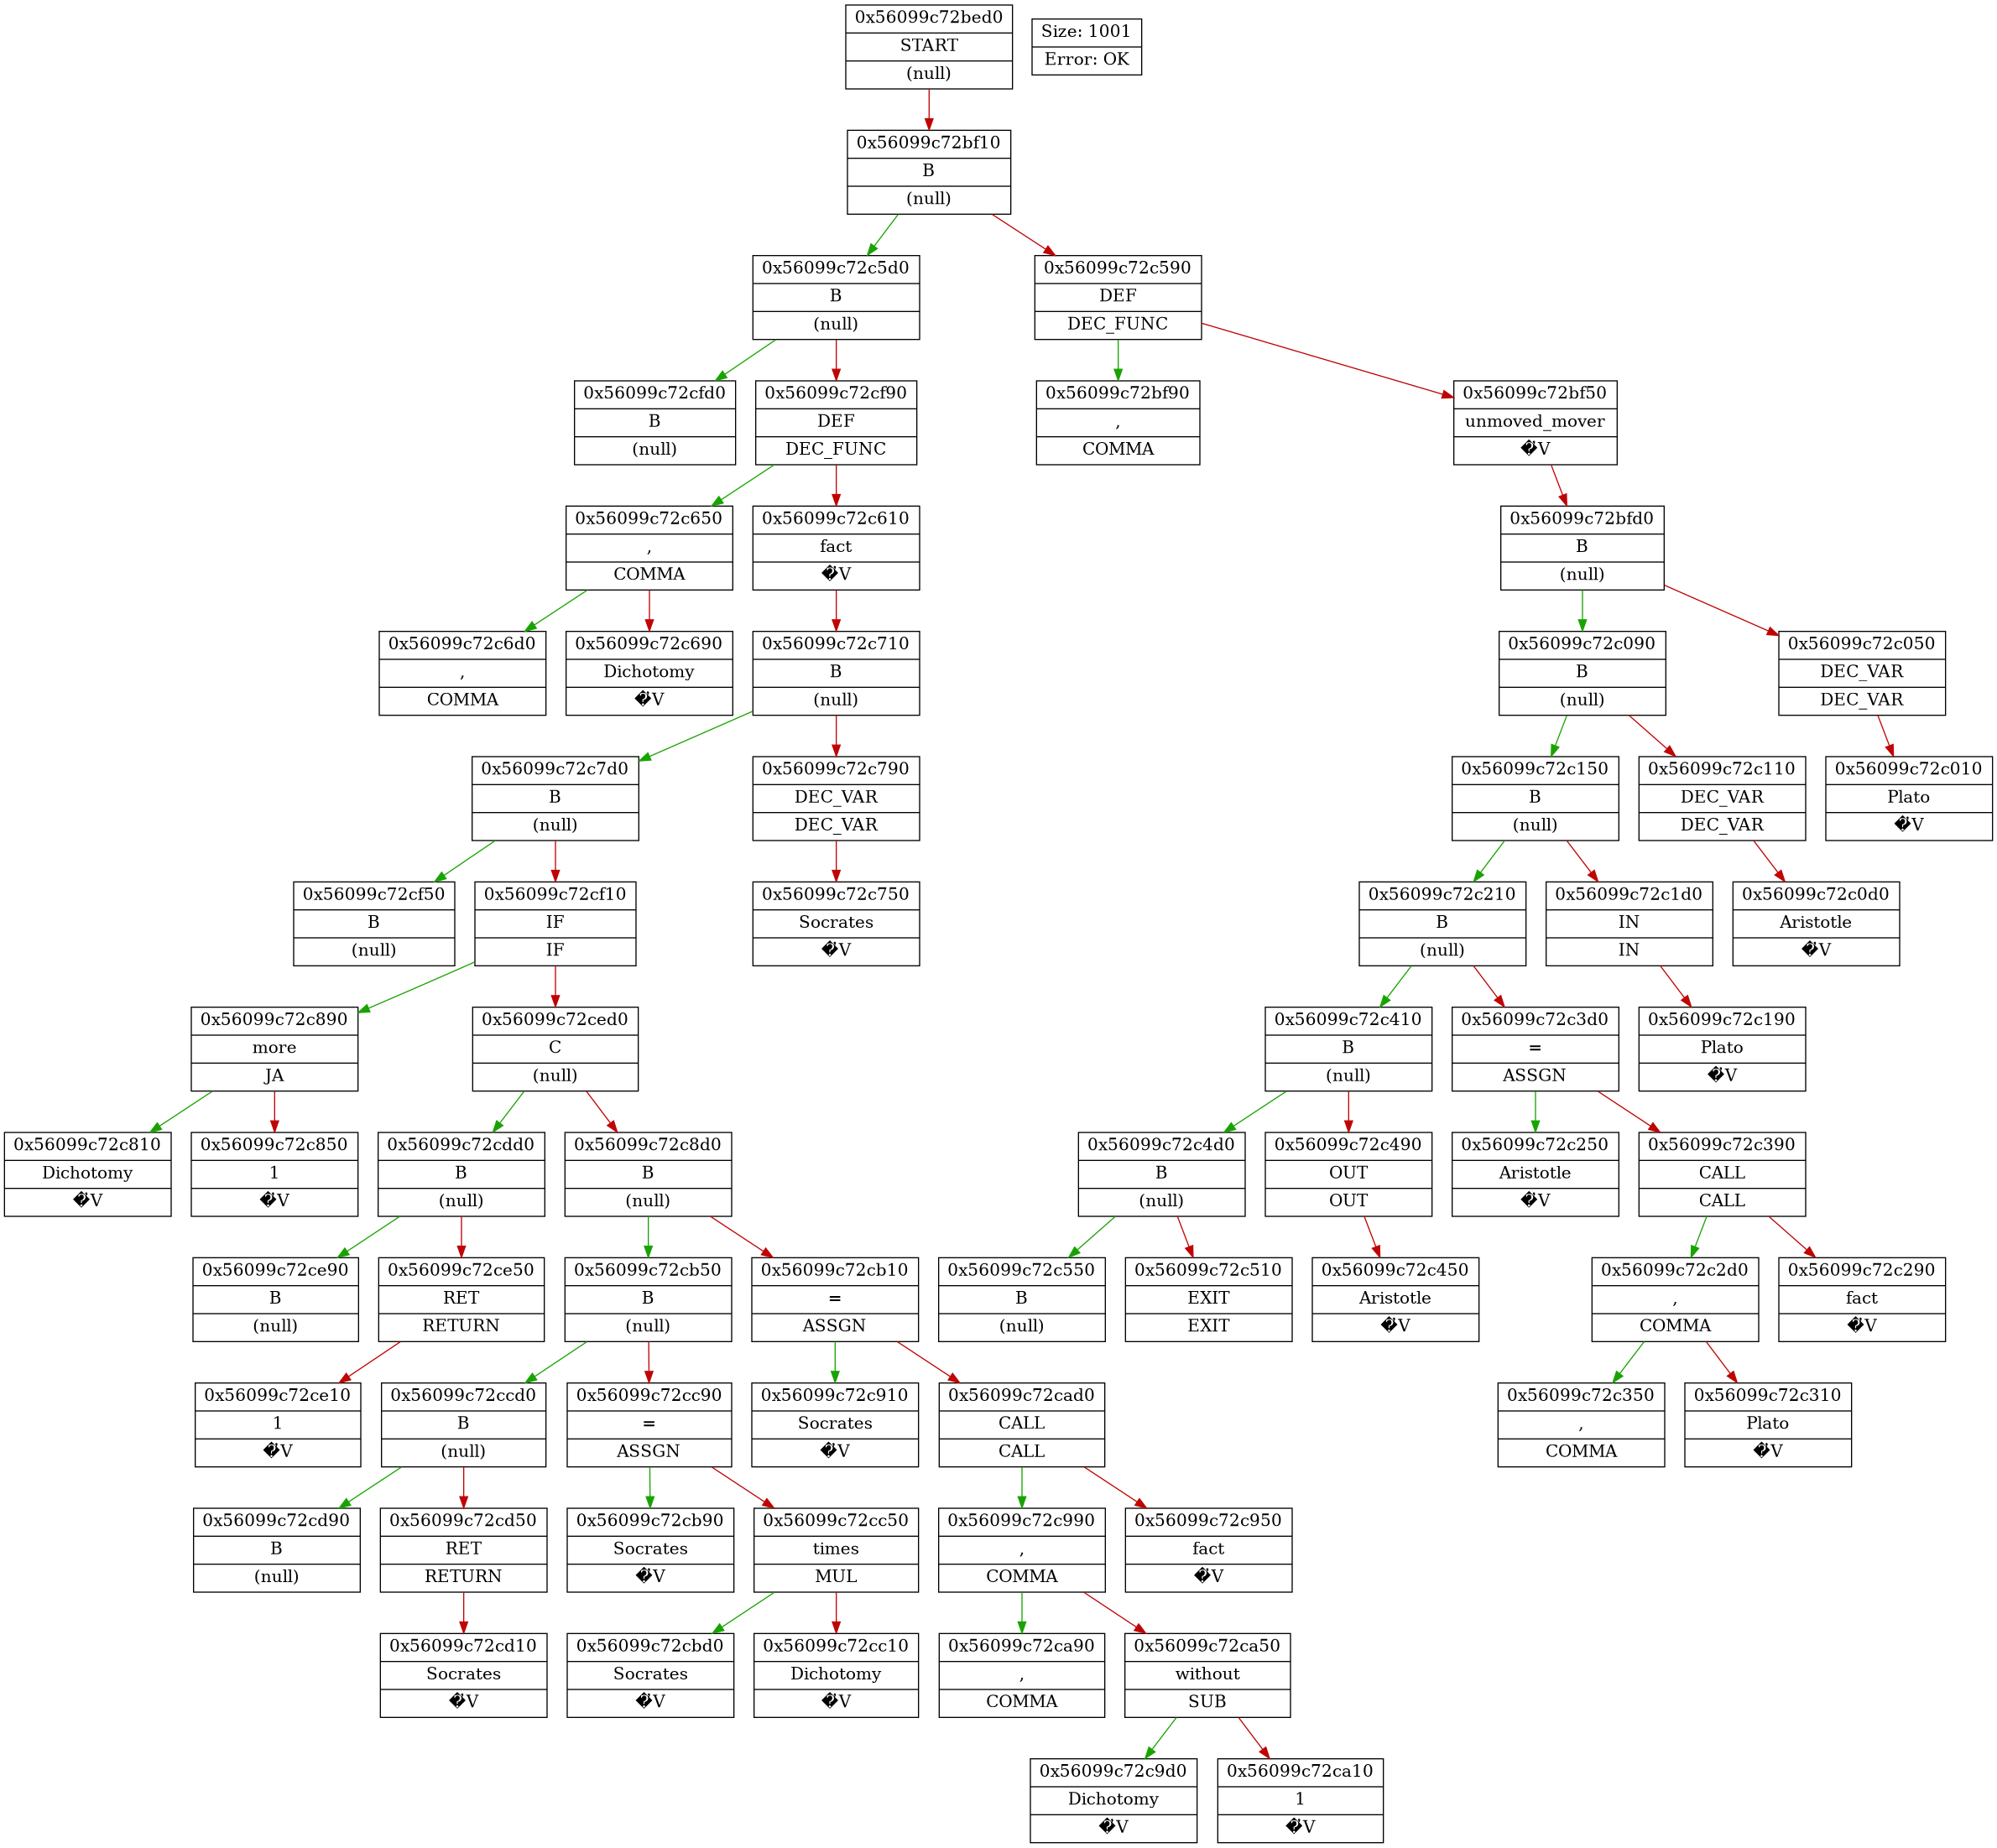 0x56099c72bed0
START
(null)
Size: 1001
Error: OK
0x56099c72bf10
B
(null)
0x56099c72c5d0
B
(null)
0x56099c72c590
DEF
DEC_FUNC
0x56099c72cfd0
B
(null)
0x56099c72cf90
DEF
DEC_FUNC
0x56099c72bf90
,
COMMA
0x56099c72bf50
unmoved_mover
�V
0x56099c72c650
,
COMMA
0x56099c72c610
fact
�V
0x56099c72bfd0
B
(null)
0x56099c72c6d0
,
COMMA
0x56099c72c690
Dichotomy
�V
0x56099c72c710
B
(null)
0x56099c72c090
B
(null)
0x56099c72c050
DEC_VAR
DEC_VAR
0x56099c72c7d0
B
(null)
0x56099c72c790
DEC_VAR
DEC_VAR
0x56099c72c150
B
(null)
0x56099c72c110
DEC_VAR
DEC_VAR
0x56099c72c010
Plato
�V
0x56099c72cf50
B
(null)
0x56099c72cf10
IF
IF
0x56099c72c750
Socrates
�V
0x56099c72c210
B
(null)
0x56099c72c1d0
IN
IN
0x56099c72c0d0
Aristotle
�V
0x56099c72c890
more
JA
0x56099c72ced0
C
(null)
0x56099c72c410
B
(null)
0x56099c72c3d0
=
ASSGN
0x56099c72c190
Plato
�V
0x56099c72c810
Dichotomy
�V
0x56099c72c850
1
�V
0x56099c72cdd0
B
(null)
0x56099c72c8d0
B
(null)
0x56099c72c4d0
B
(null)
0x56099c72c490
OUT
OUT
0x56099c72c250
Aristotle
�V
0x56099c72c390
CALL
CALL
0x56099c72ce90
B
(null)
0x56099c72ce50
RET
RETURN
0x56099c72cb50
B
(null)
0x56099c72cb10
=
ASSGN
0x56099c72c550
B
(null)
0x56099c72c510
EXIT
EXIT
0x56099c72c450
Aristotle
�V
0x56099c72c2d0
,
COMMA
0x56099c72c290
fact
�V
0x56099c72ce10
1
�V
0x56099c72ccd0
B
(null)
0x56099c72cc90
=
ASSGN
0x56099c72c910
Socrates
�V
0x56099c72cad0
CALL
CALL
0x56099c72c350
,
COMMA
0x56099c72c310
Plato
�V
0x56099c72cd90
B
(null)
0x56099c72cd50
RET
RETURN
0x56099c72cb90
Socrates
�V
0x56099c72cc50
times
MUL
0x56099c72c990
,
COMMA
0x56099c72c950
fact
�V
0x56099c72cd10
Socrates
�V
0x56099c72cbd0
Socrates
�V
0x56099c72cc10
Dichotomy
�V
0x56099c72ca90
,
COMMA
0x56099c72ca50
without
SUB
0x56099c72c9d0
Dichotomy
�V
0x56099c72ca10
1
�V